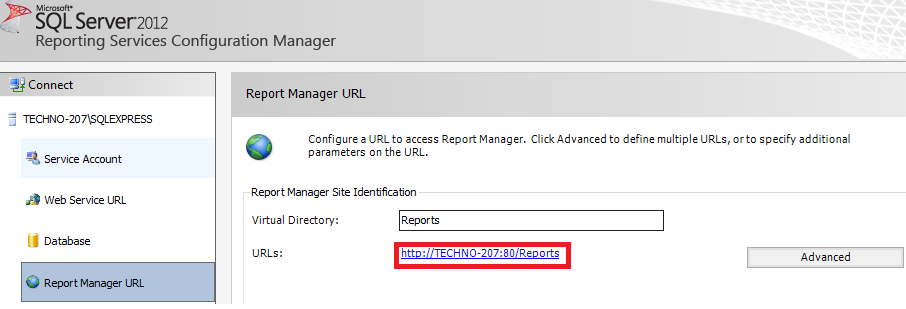 Microsoft®
SQL Server 2012
Reporting Services Configuration Manager
Connect
TECHNO-207\SQLEXPRESS
Service Account
Web Service URL
Database
Report Manager URL
Report Manager URL
Configure a URL to access Report Manager. Click Advanced to define multiple URLs, or to specify additional
parameters on the URL.
Report Manager Site Identification
Virtual Directory:
Reports
URLs:
http://TECHNO-207:80/Reports
Advanced